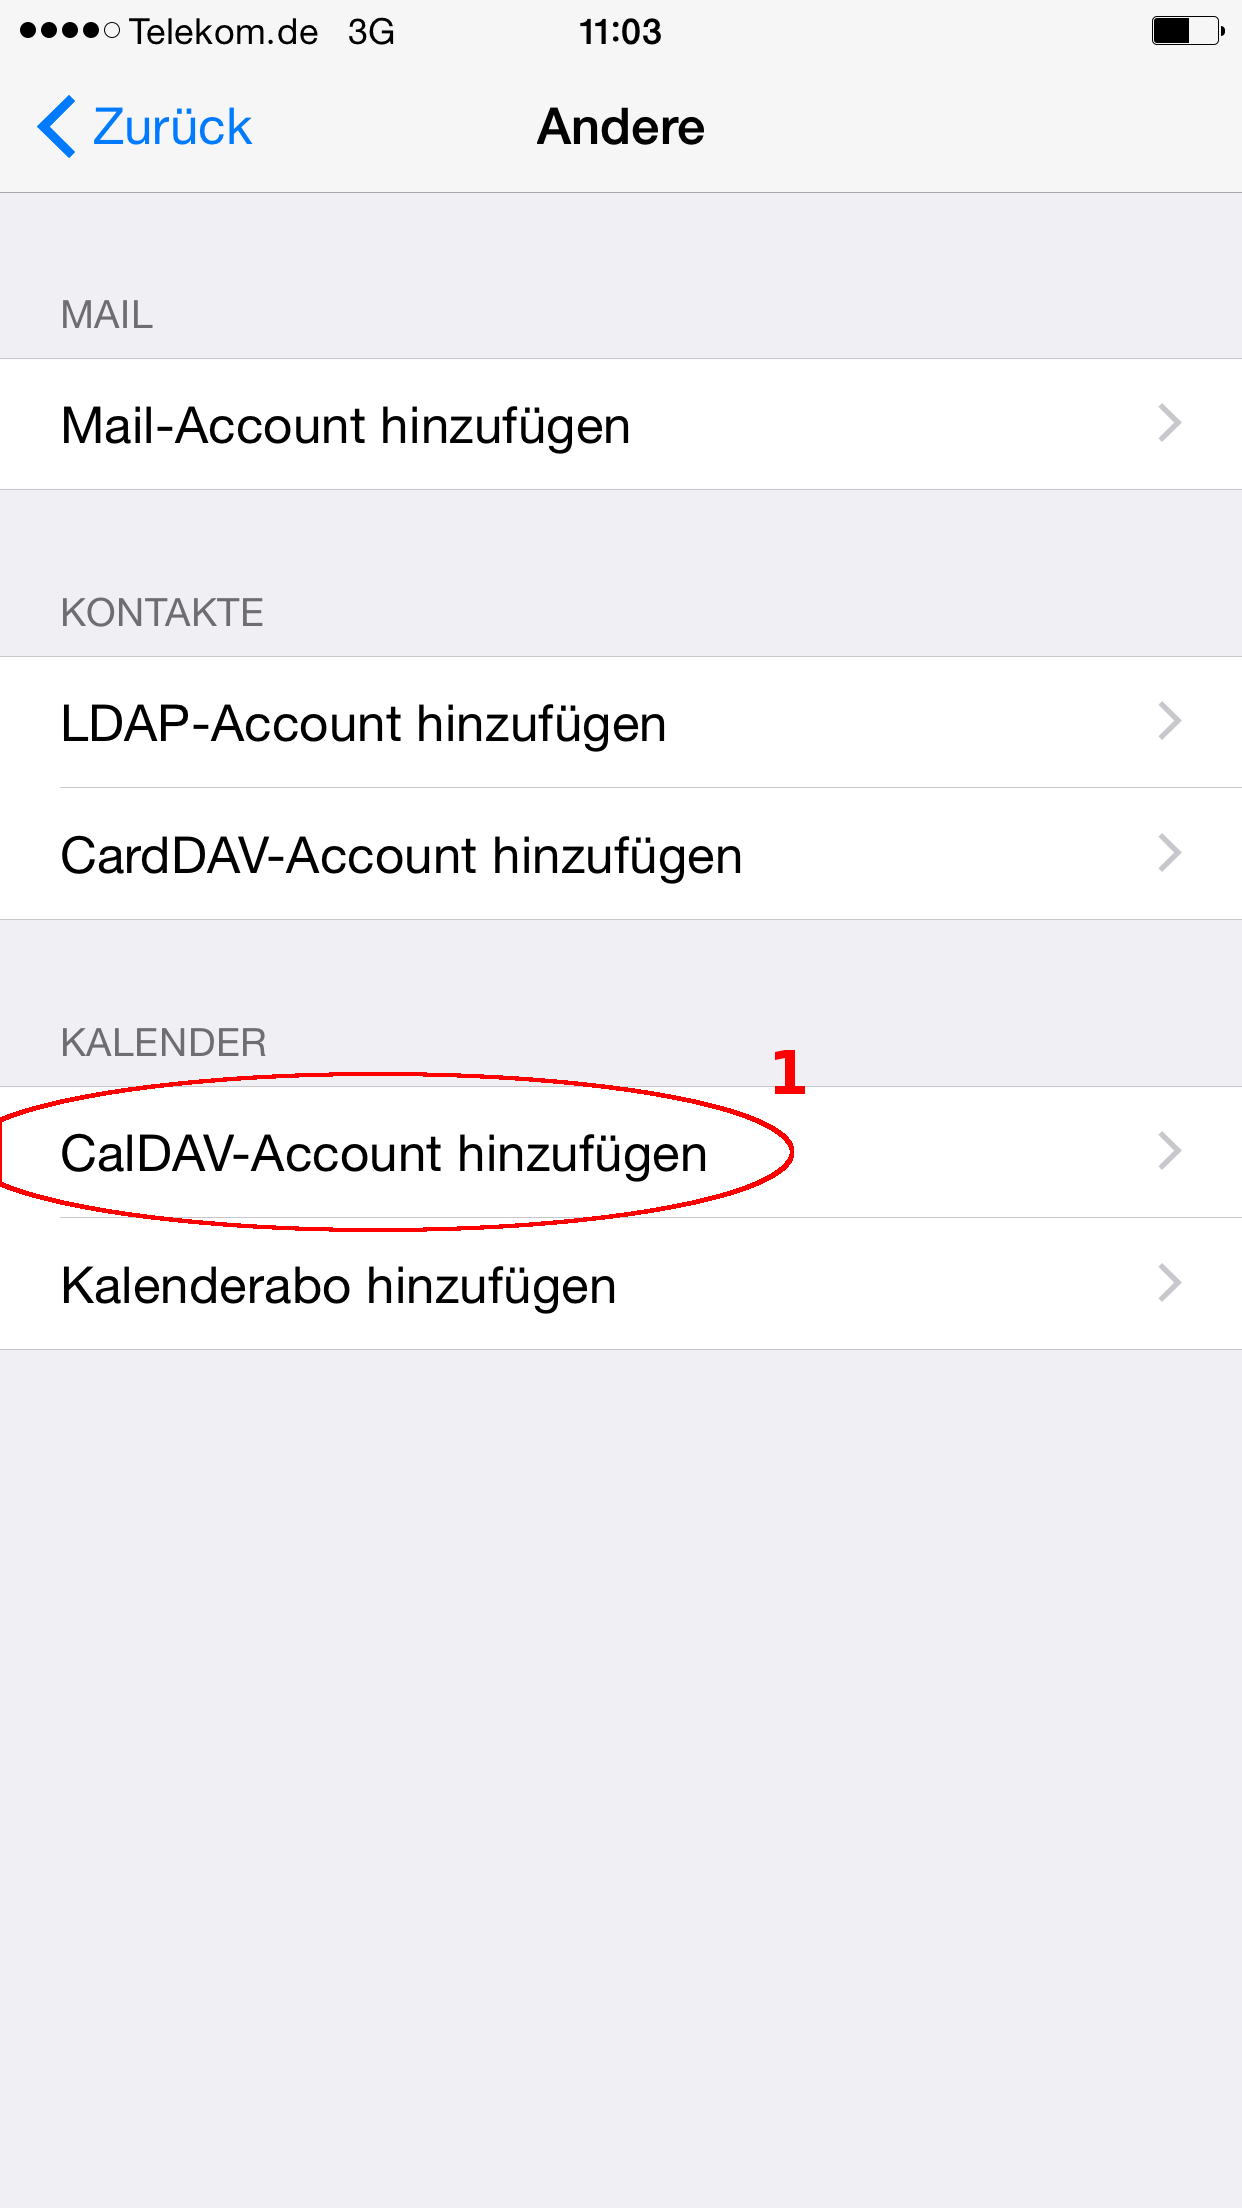 Telekom.de 3G 11:03
Zurück Andere
MAIL
Mail-Account hinzufügen
KONTAKTE
LDAP-Account hinzufügen
CardDAV-Account hinzufügen
KALENDER
1
CalDAV-Account hinzufügen
Kalenderabo hinzufügen